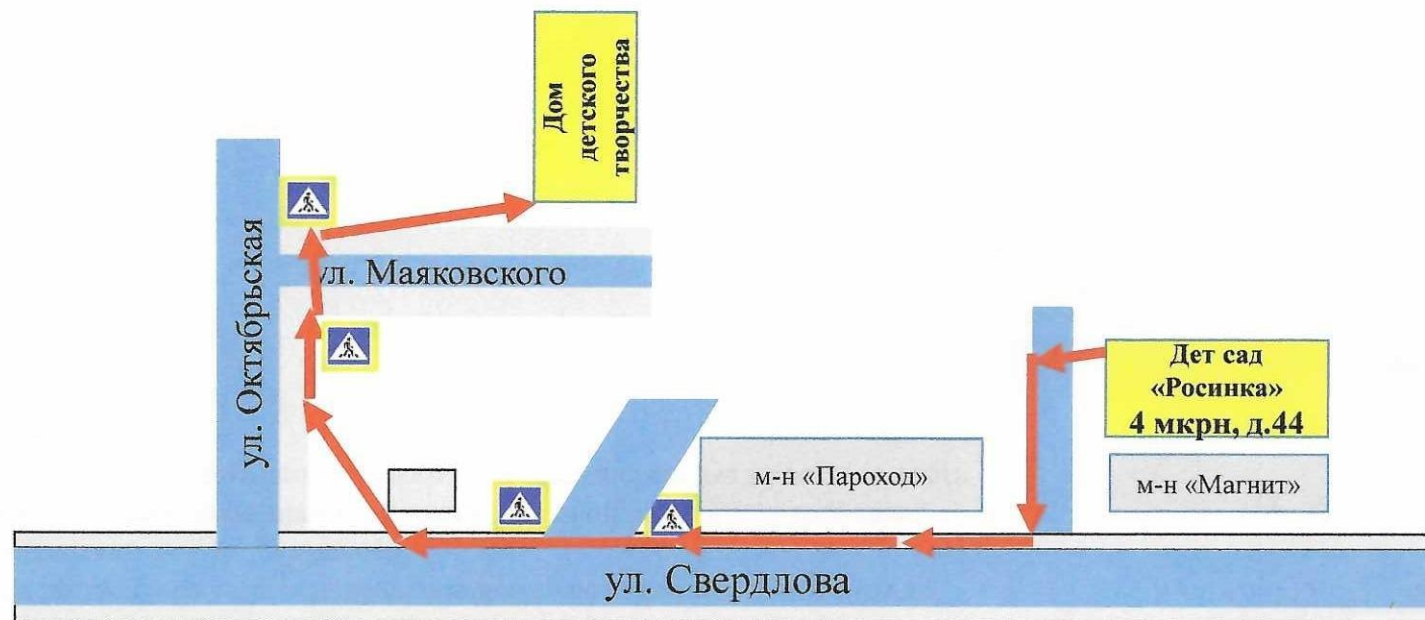 Дом
детского
творчества
ул. Октябрьская
ул. Маяковского
Дет сад
«Росинка»
4 мкрн, д.44
м-н «Пароход»
м-н «Магнит»
ул. Свердлова